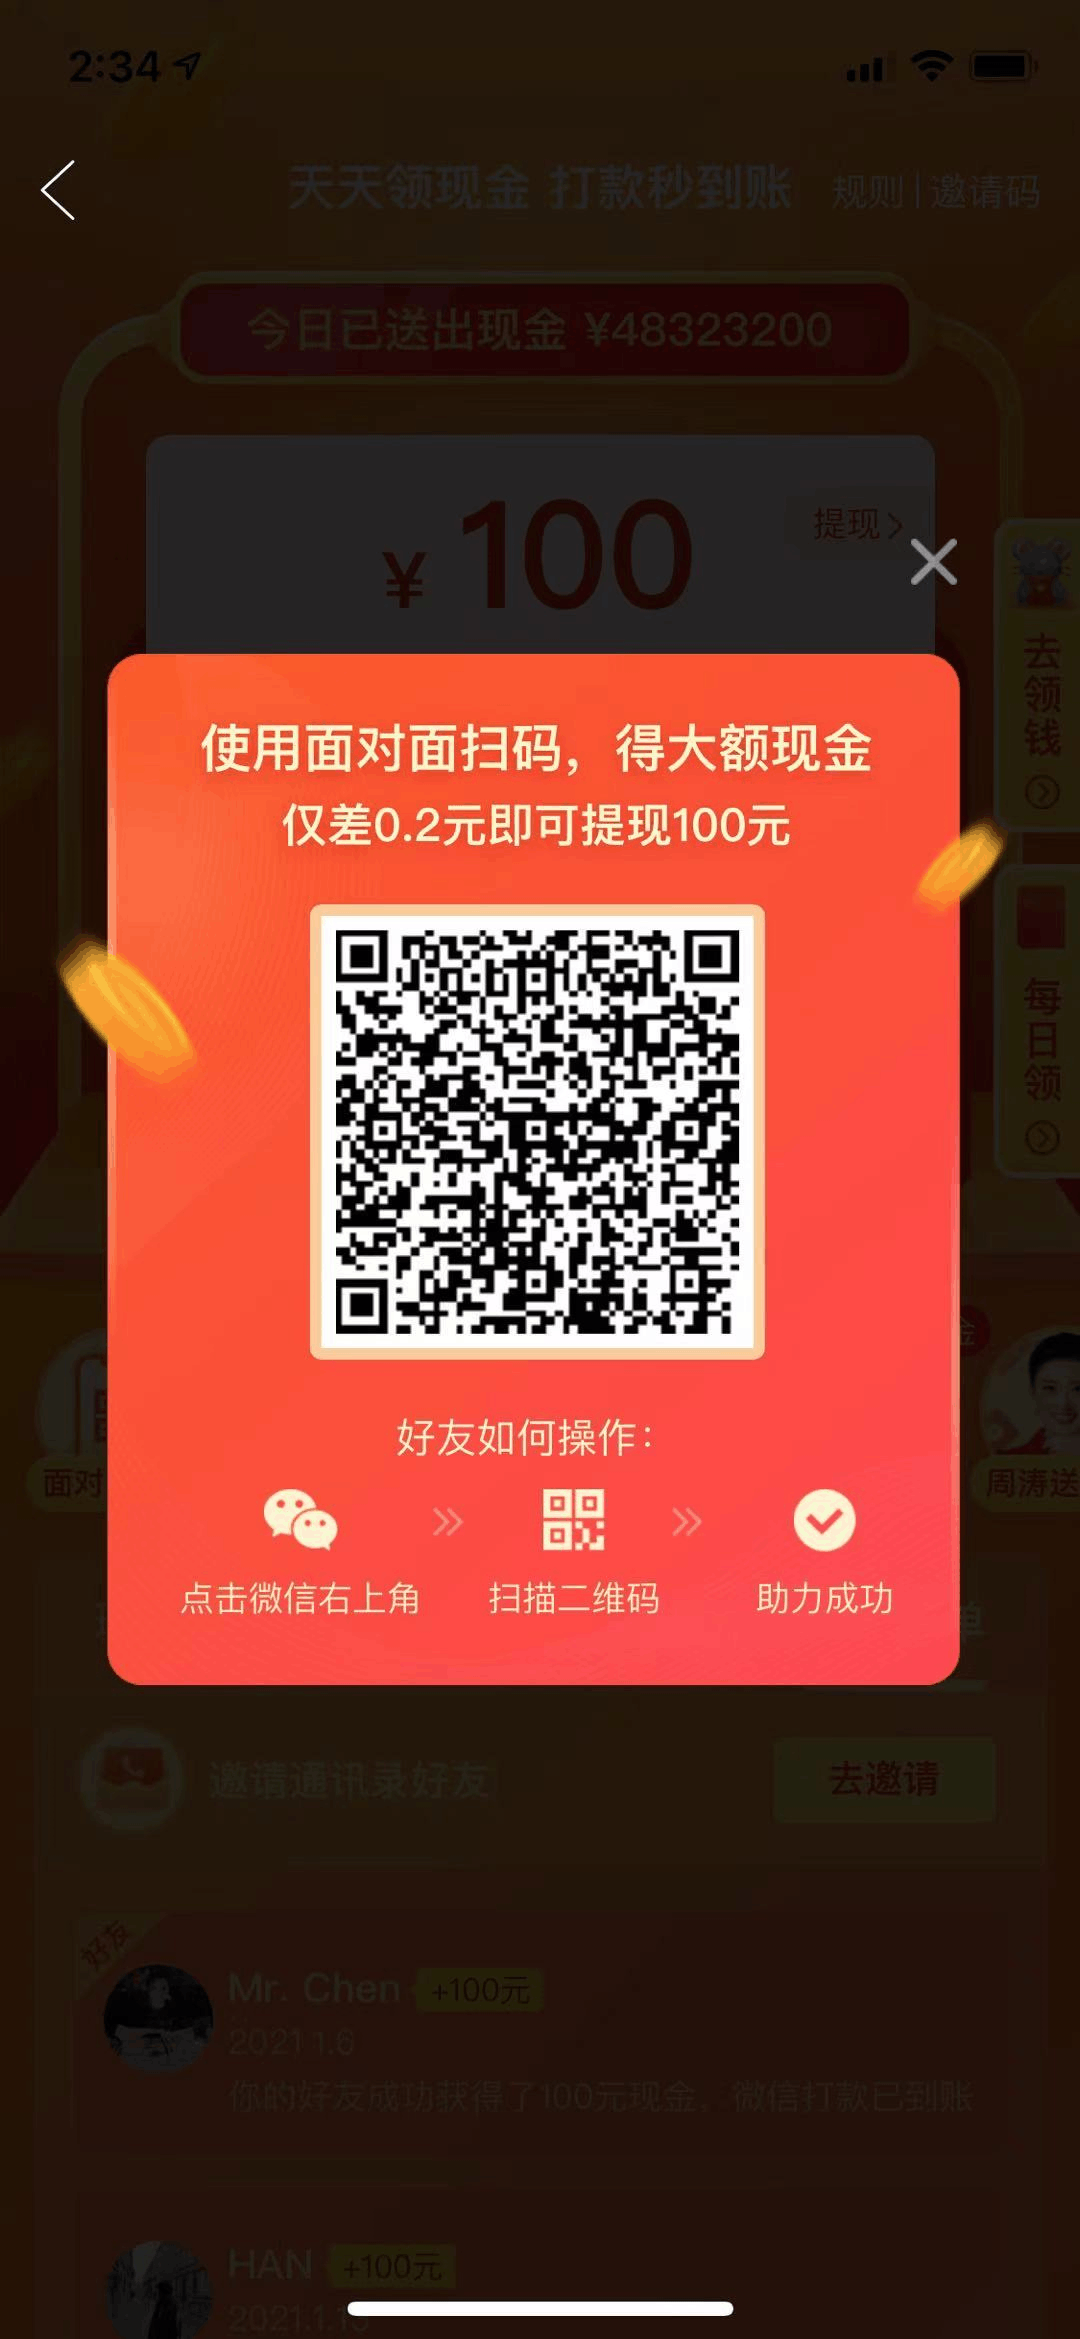 2:34
天天领现金 打款秒到账
规则|邀请码
今日已送出现金 ¥48323200
¥100
提现
去领钱
使用面对面扫码，得大额现金
仅差0.2元即可提现100元
每日领
好友如何操作：
面对
周涛送
点击微信右上角
扫描二维码
助力成功
单
邀请通讯录好友
去邀请
好友
Mr. Chen
+100元
2021.1.6
你的好友成功获得了100元现金，微信打款已到账
HAN
+100元